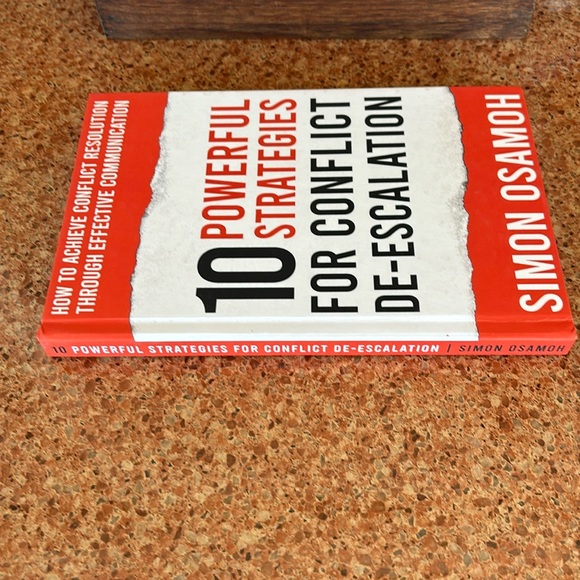 HOW TO ACHIEVE CONFLICT RESOLUTION
THROUGH EFFECTIVE COMMUNICATION
10 POWERFUL
STRATEGIES
FOR CONFLICT
DE-ESCALATION
SIMON OSAMOH
10 POWERFUL STRATEGIES FOR CONFLICT DE-ESCALATION | SIMON OSAMOH